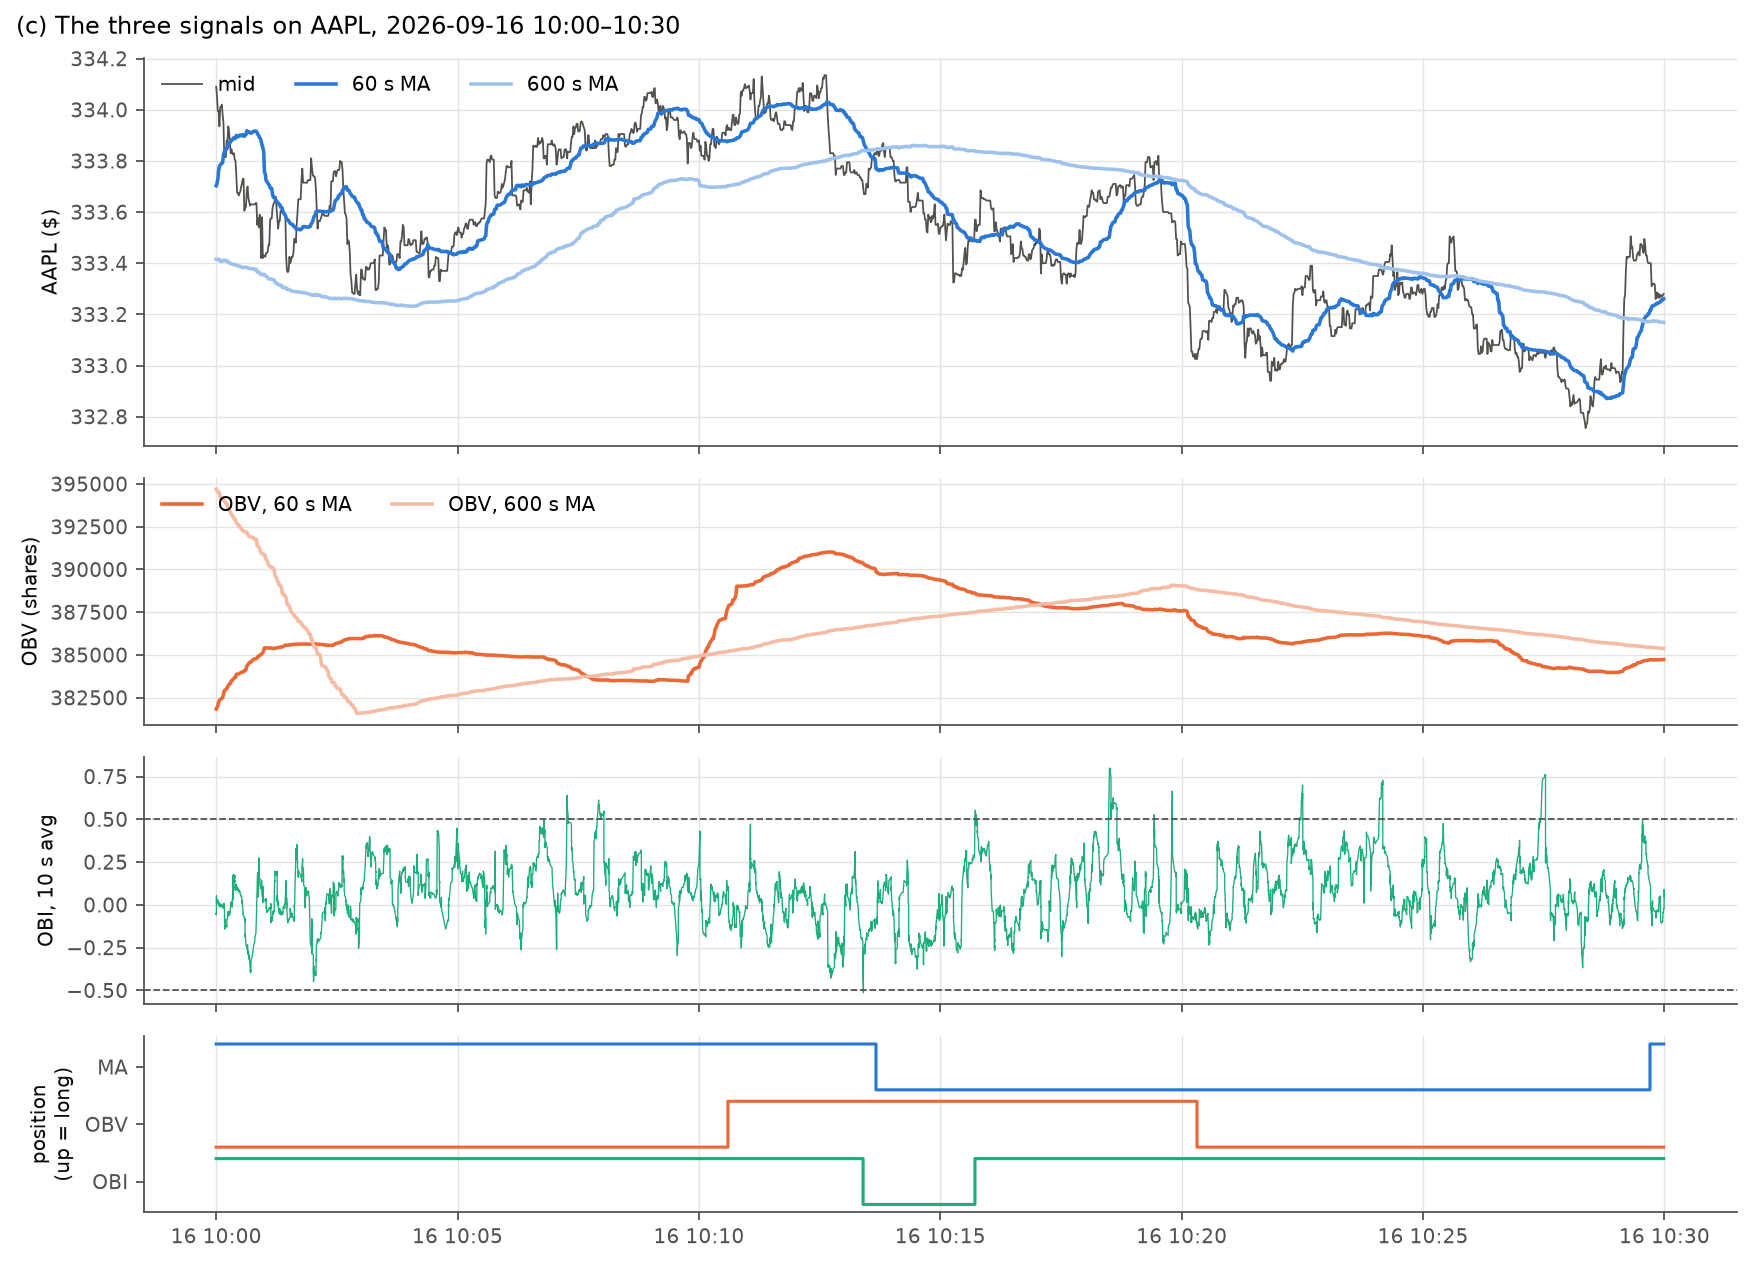 (c) The three signals on AAPL, 2026-09-16 10:00–10:30
334.2
334.0
333.8
333.6
333.4
333.2
333.0
332.8
AAPL ($)
mid
60 s MA
600 s MA
395000
392500
390000
387500
385000
382500
OBV (shares)
OBV, 60 s MA
OBV, 600 s MA
0.75
0.50
0.25
0.00
−0.25
−0.50
OBI, 10 s avg
MA
OBV
OBI
position
(up = long)
16 10:00
16 10:05
16 10:10
16 10:15
16 10:20
16 10:25
16 10:30